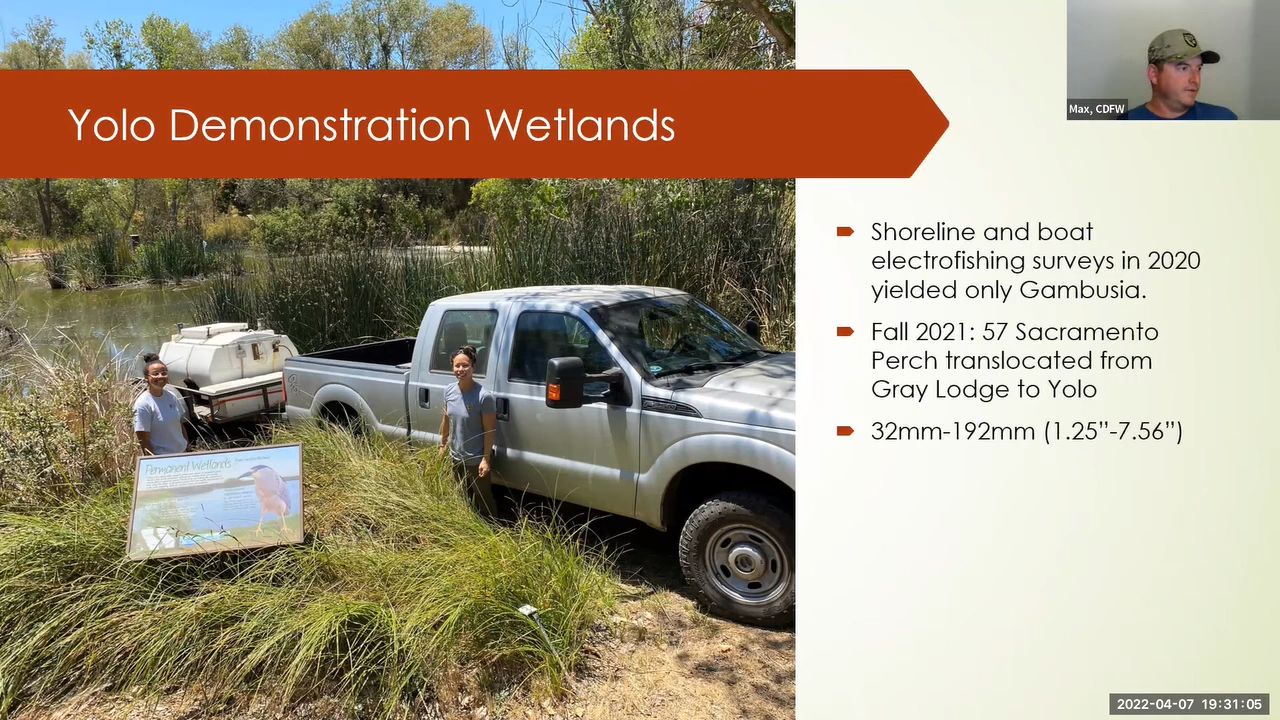 Yolo Demonstration Wetlands
Max, CDFW
Shoreline and boat
electrofishing surveys in 2020
yielded only Gambusia.
Fall 2021: 57 Sacramento
Perch translocated from
Gray Lodge to Yolo
32mm-192mm (1.25”-7.56”)
Permanent Wetlands
2022-04-07 19:31:05